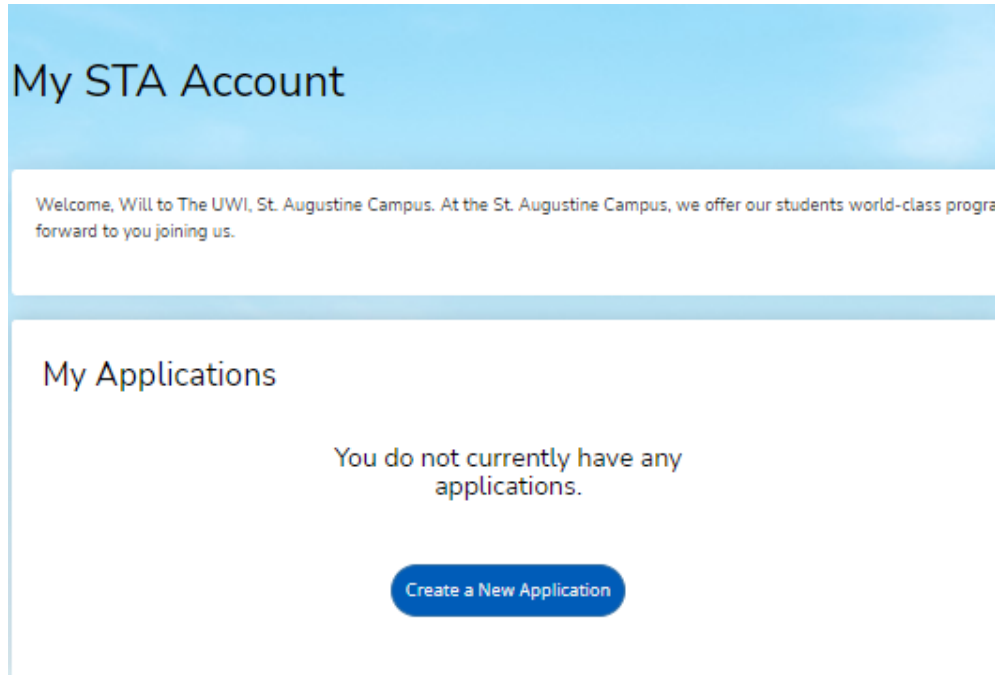 My STA Account
Welcome, Will to The UWI, St. Augustine Campus. At the St. Augustine Campus, we offer our students world-class progra
forward to you joining us.
My Applications
You do not currently have any
applications.
Create a New Application